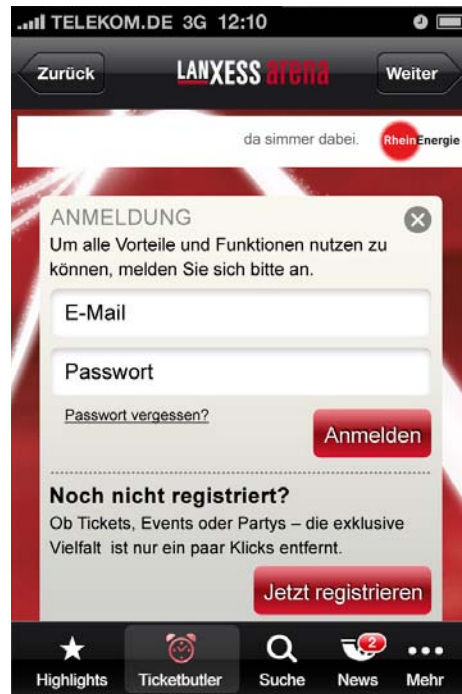 TELEKOM.DE 3G 12:10
Zurück
LANXESS arena
Weiter
da simmer dabei.
RheinEnergie
ANMELDUNG
Um alle Vorteile und Funktionen nutzen zu
können, melden Sie sich bitte an.
E-Mail
Passwort
Passwort vergessen?
Anmelden
Noch nicht registriert?
Ob Tickets, Events oder Partys – die exklusive
Vielfalt ist nur ein paar Klicks entfernt.
Jetzt registrieren
2
Highlights Ticketbutler Suche News Mehr